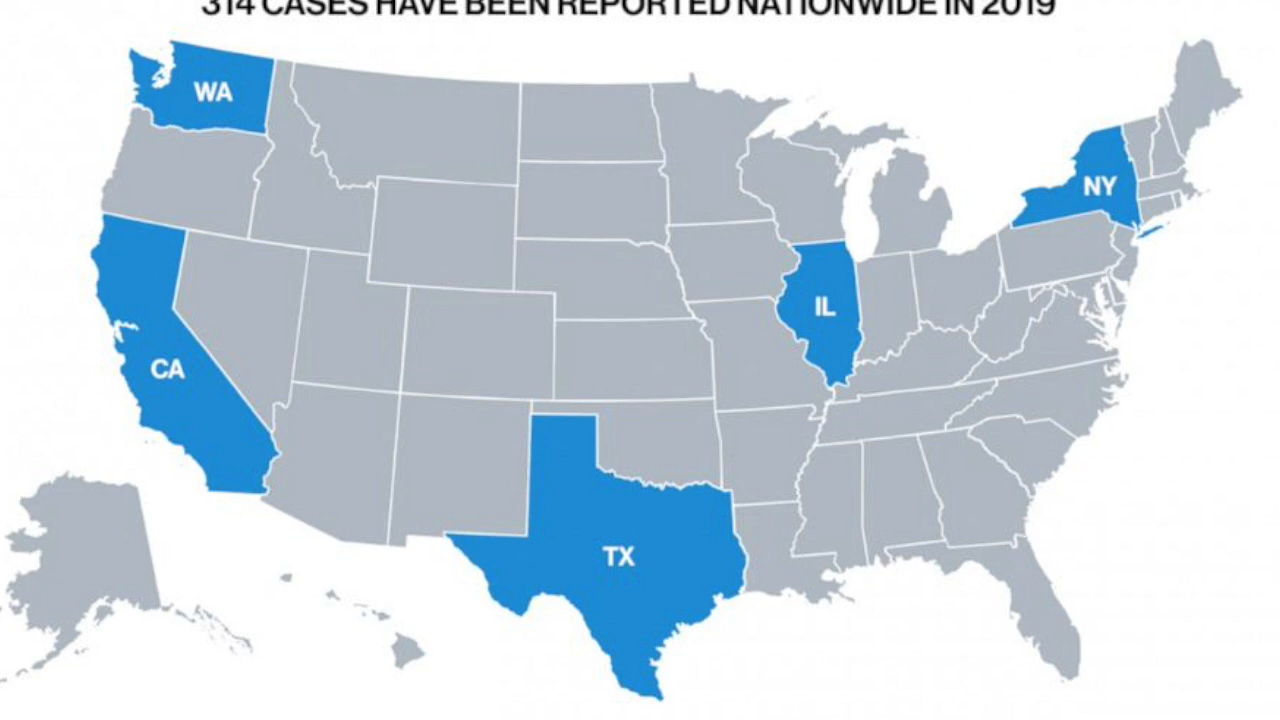 314 CASES HAVE BEEN REPORTED NATIONWIDE IN 2019
WA
NY
IL
CA
TX